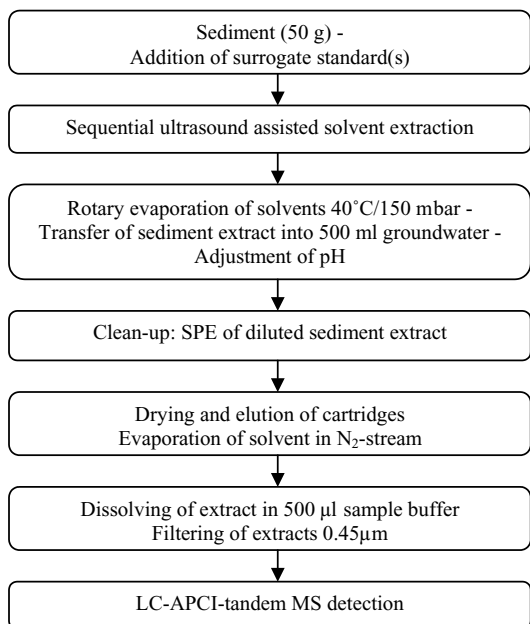 Sediment (50 g) -
Addition of surrogate standard(s)
Sequential ultrasound assisted solvent extraction
Rotary evaporation of solvents 40˚C/150 mbar -
Transfer of sediment extract into 500 ml groundwater -
Adjustment of pH
Clean-up: SPE of diluted sediment extract
Drying and elution of cartridges
Evaporation of solvent in N₂-stream
Dissolving of extract in 500 µl sample buffer
Filtering of extracts 0.45µm
LC-APCI-tandem MS detection